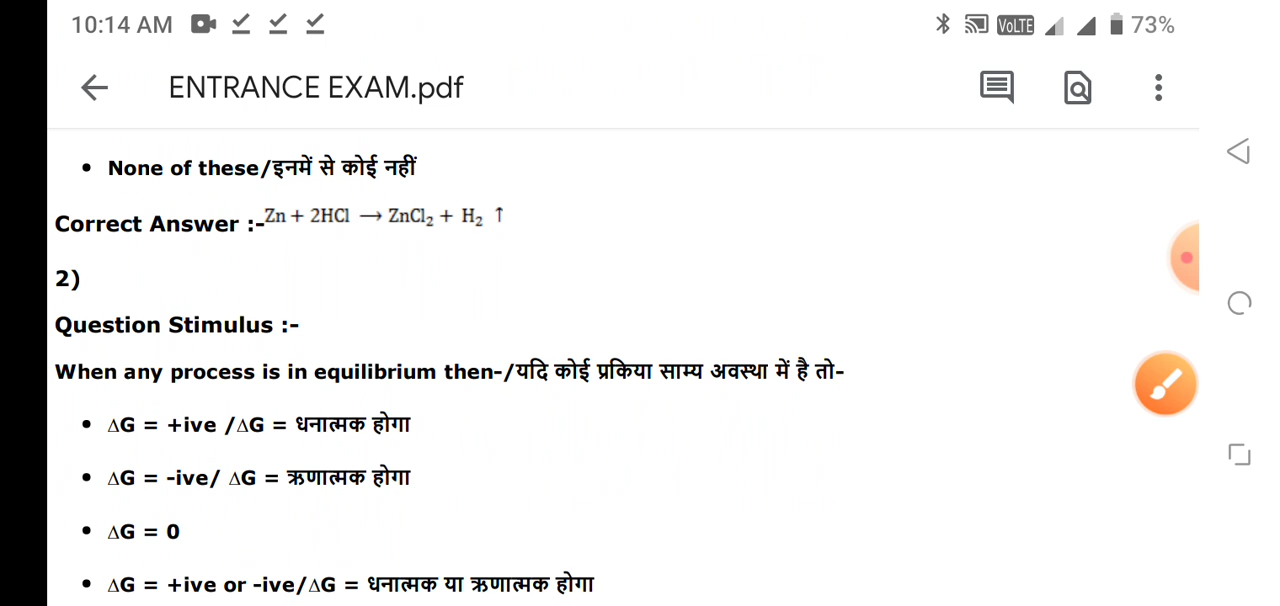 10:14 AM VoLTE 73%
ENTRANCE EXAM.pdf
• None of these/इनमें से कोई नहीं
Correct Answer :- Zn + 2HCl → ZnCl₂ + H₂ ↑
2)
Question Stimulus :-
When any process is in equilibrium then-/यदि कोई प्रकिया साम्य अवस्था में है तो-
• ∆G = +ive /∆G = धनात्मक होगा
• ∆G = -ive/ ∆G = ऋणात्मक होगा
• ∆G = 0
• ∆G = +ive or -ive/∆G = धनात्मक या ऋणात्मक होगा